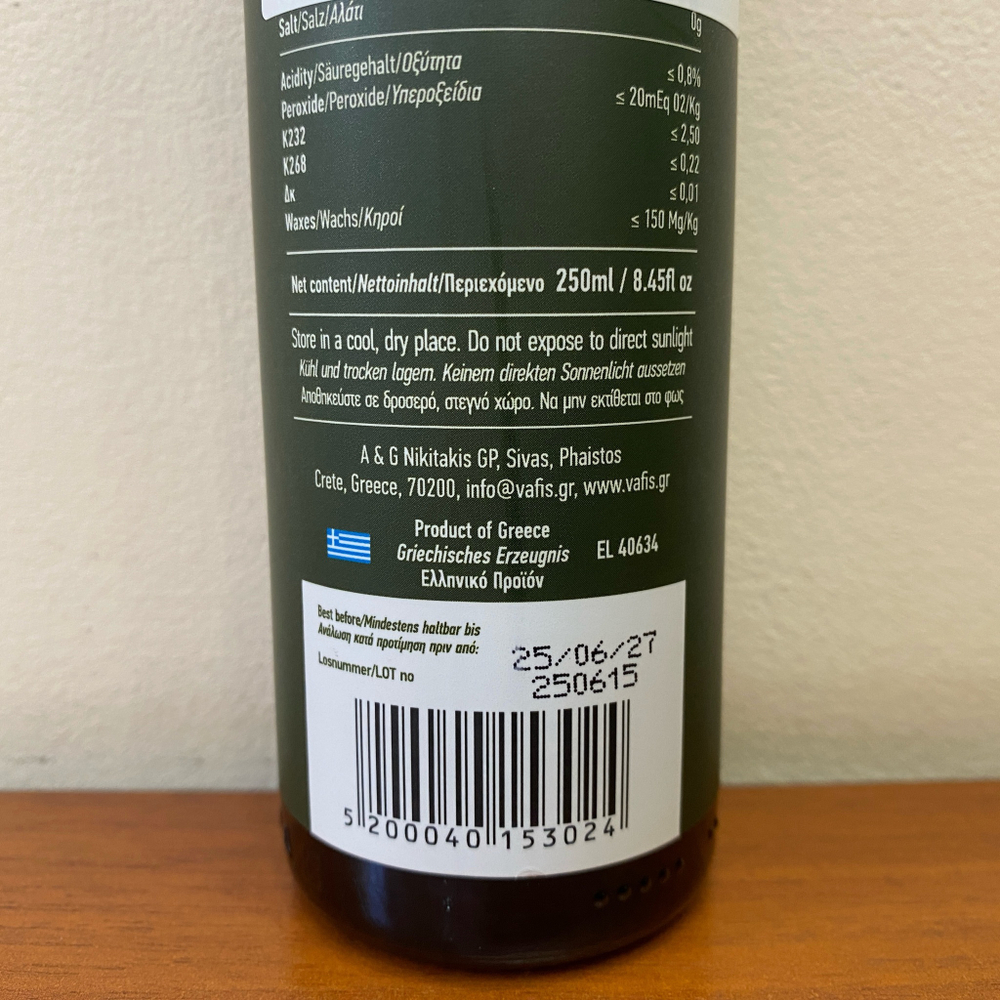 Salt/Salz/Αλάτι 0g
Acidity/Säuregehalt/Οξύτητα ≤ 0,8%
Peroxide/Peroxide/Υπεροξείδια ≤ 20mEq 02/Kg
K232 ≤ 2,50
K268 ≤ 0,22
Δκ ≤ 0,01
Waxes/Wachs/Κηροί ≤ 150 Mg/Kg
Net content/Nettoinhalt/Περιεχόμενο 250ml / 8.45fl oz
Store in a cool, dry place. Do not expose to direct sunlight
Kühl und trocken lagern. Keinem direkten Sonnenlicht aussetzen
Αποθηκεύστε σε δροσερό, στεγνό χώρο. Να μην εκτίθεται στο φως
A & G Nikitakis GP, Sivas, Phaistos
Crete, Greece, 70200, info@vafis.gr, www.vafis.gr
Product of Greece
Griechisches Erzeugnis EL 40634
Ελληνικό Προϊόν
Best before/Mindestens haltbar bis
Ανάλωση κατά προτίμηση πριν από: 25/06/27
Losnummer/LOT no 250615
5 200040 153024